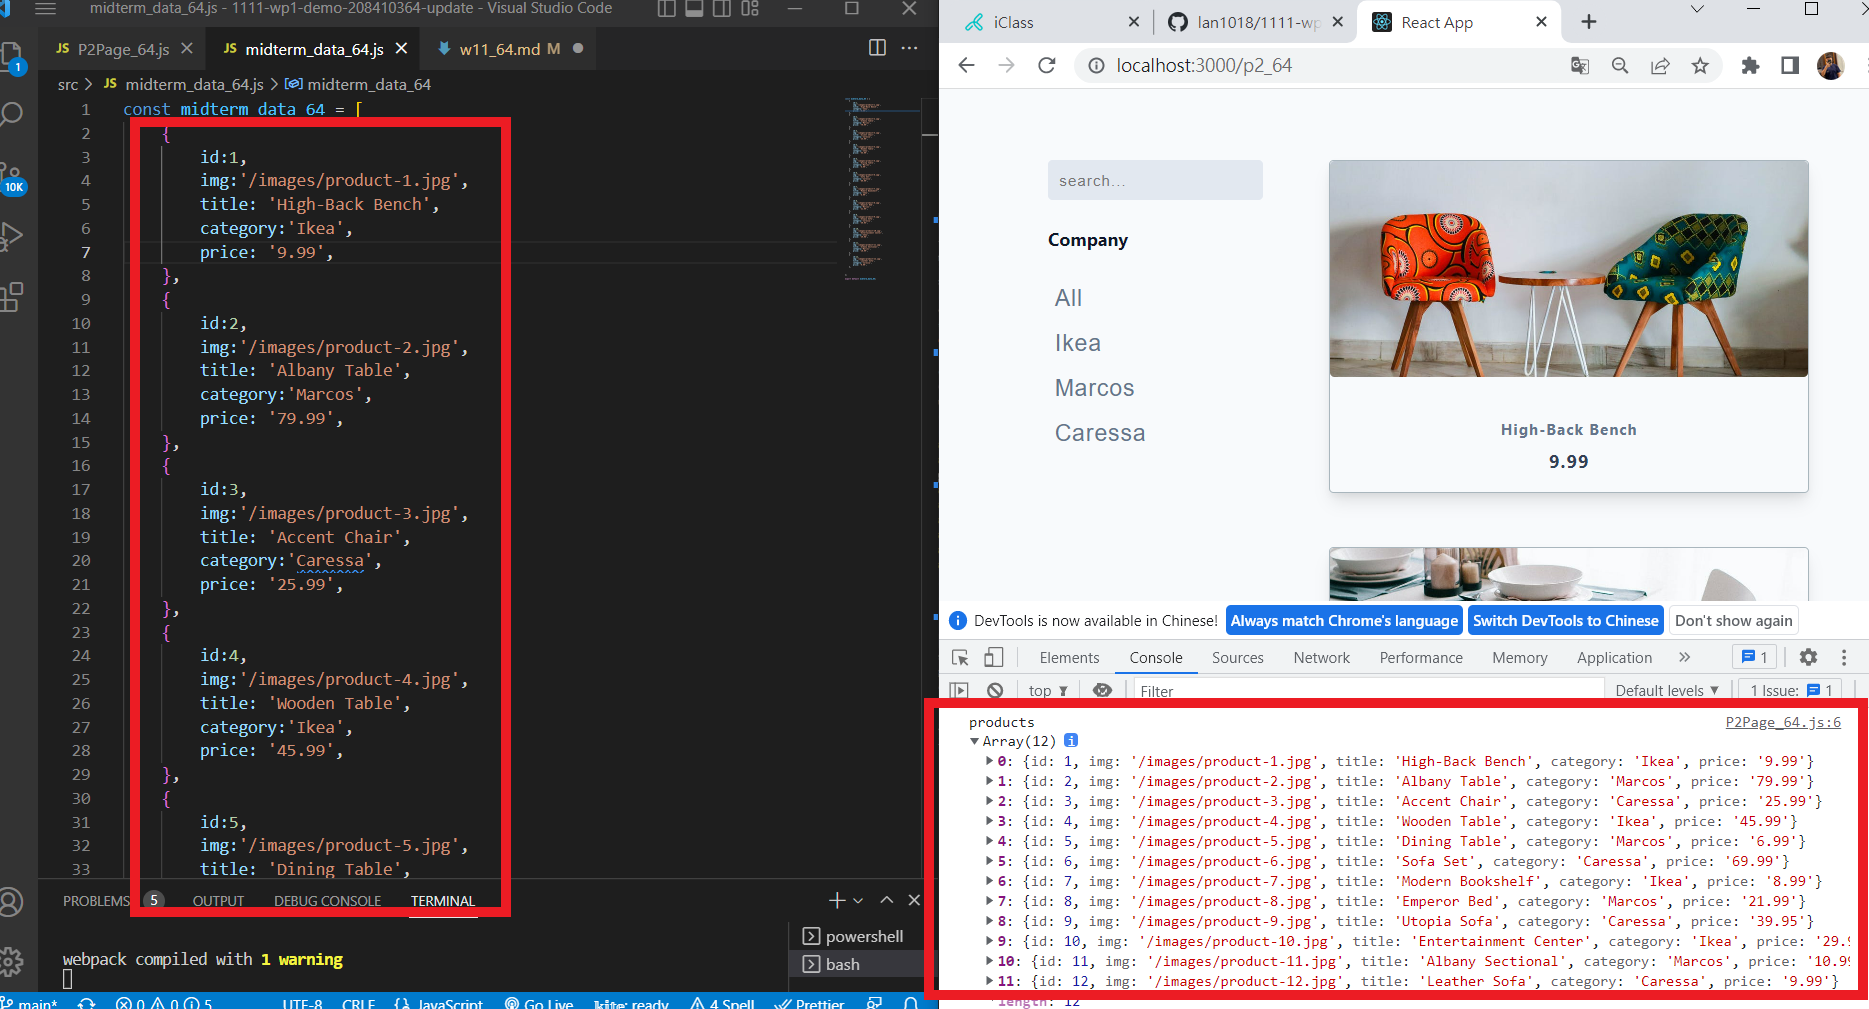 midterm_data_64.js - 1111-wp1-demo-208410364-update - Visual Studio Code
JS P2Page_64.js
JS midterm_data_64.js
w11_64.md M
src > JS midterm_data_64.js > midterm_data_64
1 const midterm_data_64 = [
2 {
3 id:1,
4 img:'/images/product-1.jpg',
5 title: 'High-Back Bench',
6 category:'Ikea',
7 price: '9.99',
8 },
9 {
10 id:2,
11 img:'/images/product-2.jpg',
12 title: 'Albany Table',
13 category:'Marcos',
14 price: '79.99',
15 },
16 {
17 id:3,
18 img:'/images/product-3.jpg',
19 title: 'Accent Chair',
20 category:'Caressa',
21 price: '25.99',
22 },
23 {
24 id:4,
25 img:'/images/product-4.jpg',
26 title: 'Wooden Table',
27 category:'Ikea',
28 price: '45.99',
29 },
30 {
31 id:5,
32 img:'/images/product-5.jpg',
33 title: 'Dining Table',
1
10K
PROBLEMS 5 OUTPUT DEBUG CONSOLE TERMINAL
webpack compiled with 1 warning
powershell
bash
main* 0 0 5 UTF-8 CRLF {} JavaScript Go Live kite: ready 4 Spell Prettier
iClass
lan1018/1111-wp
React App
localhost:3000/p2_64
search...
Company
All
Ikea
Marcos
Caressa
High-Back Bench
9.99
DevTools is now available in Chinese! Always match Chrome's language Switch DevTools to Chinese Don't show again
Elements Console Sources Network Performance Memory Application » 1
top Filter Default levels 1 Issue: 1
products P2Page_64.js:6
Array(12)
0: {id: 1, img: '/images/product-1.jpg', title: 'High-Back Bench', category: 'Ikea', price: '9.99'}
1: {id: 2, img: '/images/product-2.jpg', title: 'Albany Table', category: 'Marcos', price: '79.99'}
2: {id: 3, img: '/images/product-3.jpg', title: 'Accent Chair', category: 'Caressa', price: '25.99'}
3: {id: 4, img: '/images/product-4.jpg', title: 'Wooden Table', category: 'Ikea', price: '45.99'}
4: {id: 5, img: '/images/product-5.jpg', title: 'Dining Table', category: 'Marcos', price: '6.99'}
5: {id: 6, img: '/images/product-6.jpg', title: 'Sofa Set', category: 'Caressa', price: '69.99'}
6: {id: 7, img: '/images/product-7.jpg', title: 'Modern Bookshelf', category: 'Ikea', price: '8.99'}
7: {id: 8, img: '/images/product-8.jpg', title: 'Emperor Bed', category: 'Marcos', price: '21.99'}
8: {id: 9, img: '/images/product-9.jpg', title: 'Utopia Sofa', category: 'Caressa', price: '39.95'}
9: {id: 10, img: '/images/product-10.jpg', title: 'Entertainment Center', category: 'Ikea', price: '29.9
10: {id: 11, img: '/images/product-11.jpg', title: 'Albany Sectional', category: 'Marcos', price: '10.9
11: {id: 12, img: '/images/product-12.jpg', title: 'Leather Sofa', category: 'Caressa', price: '9.99'}
length: 12